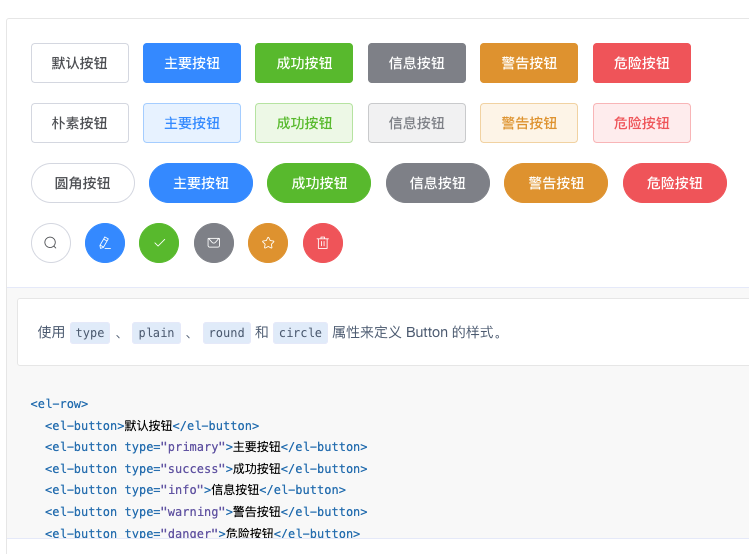 默认按钮 主要按钮 成功按钮 信息按钮 警告按钮 危险按钮
朴素按钮 主要按钮 成功按钮 信息按钮 警告按钮 危险按钮
圆角按钮 主要按钮 成功按钮 信息按钮 警告按钮 危险按钮
使用 type 、 plain 、 round 和 circle 属性来定义 Button 的样式。
<el-row>
  <el-button>默认按钮</el-button>
  <el-button type="primary">主要按钮</el-button>
  <el-button type="success">成功按钮</el-button>
  <el-button type="info">信息按钮</el-button>
  <el-button type="warning">警告按钮</el-button>
  <el-button type="danger">危险按钮</el-button>